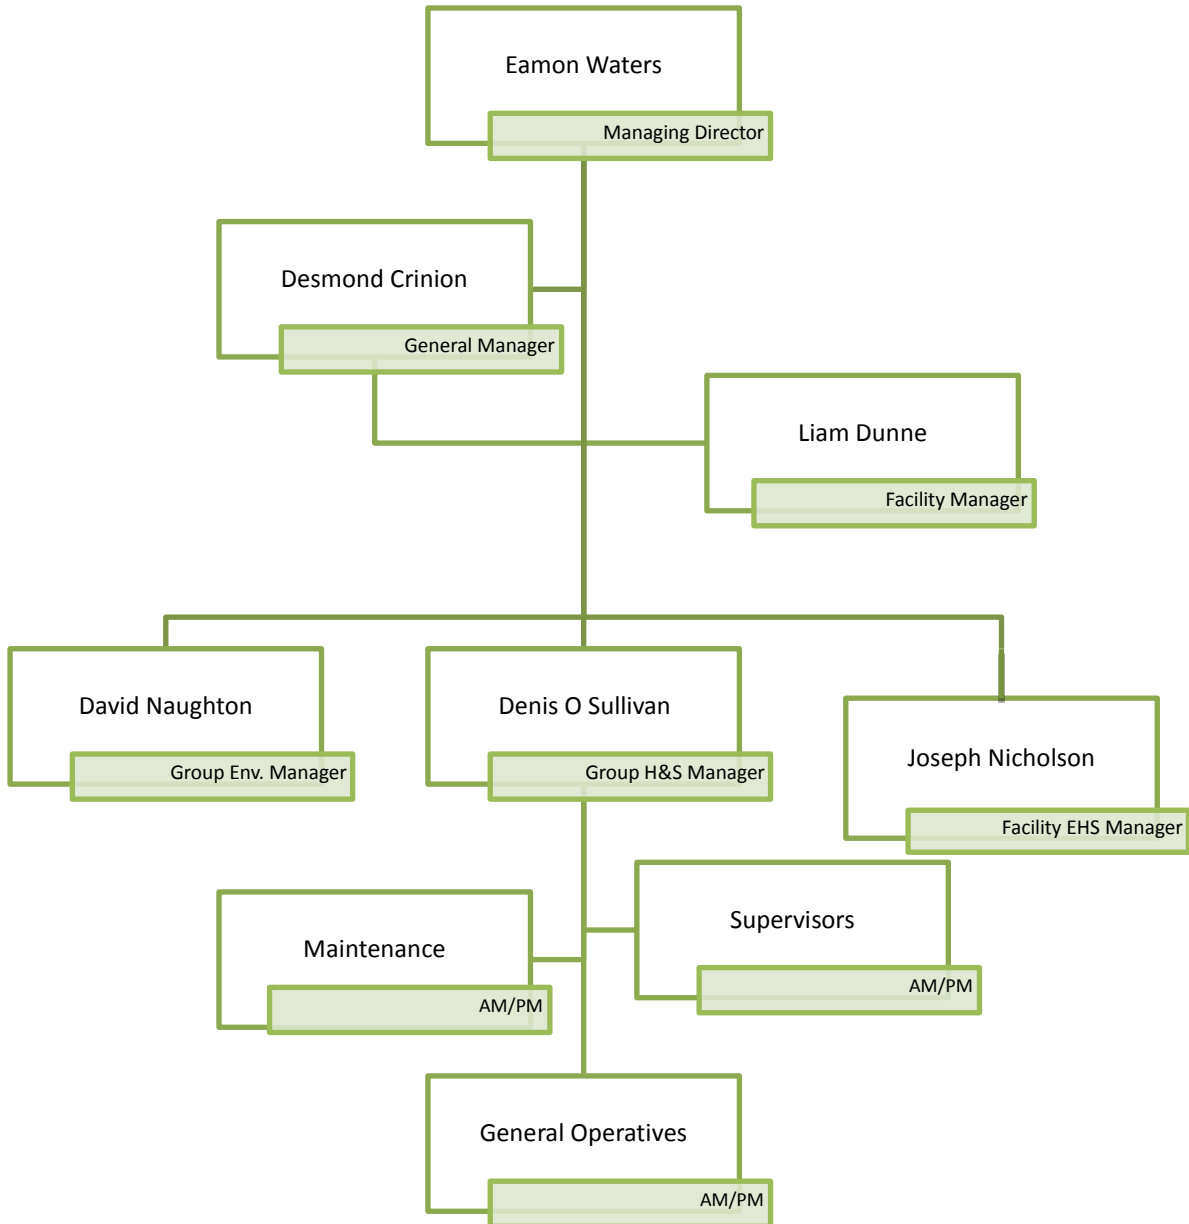 Eamon Waters
Managing Director
Desmond Crinion
General Manager
Liam Dunne
Facility Manager
David Naughton
Group Env. Manager
Denis O Sullivan
Group H&S Manager
Joseph Nicholson
Facility EHS Manager
Maintenance
AM/PM
Supervisors
AM/PM
General Operatives
AM/PM